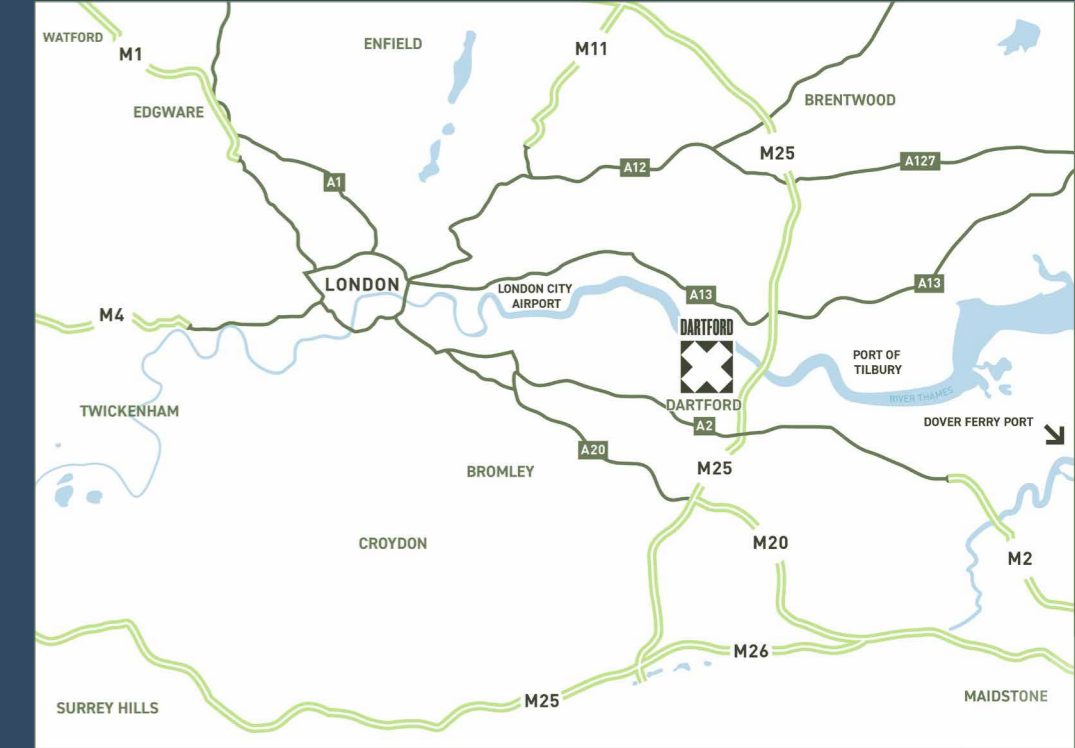 WATFORD
M1
ENFIELD
M11
EDGWARE
BRENTWOOD
M25
A1
A12
A127
LONDON
LONDON CITY
AIRPORT
A13
A13
M4
DARTFORD
PORT OF
TILBURY
RIVER THAMES
DARTFORD
TWICKENHAM
A2
DOVER FERRY PORT
A20
BROMLEY
M25
CROYDON
M20
M2
M26
M25
SURREY HILLS
MAIDSTONE